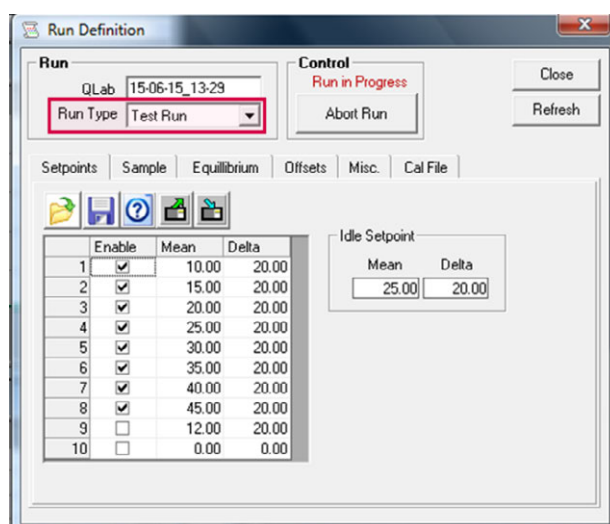 Run Definition
Run
QLab 15-06-15_13-29
Run Type Test Run
Control
Run in Progress
Abort Run
Close
Refresh
Setpoints Sample Equilibrium Offsets Misc. Cal File
Enable Mean Delta
1 10.00 20.00
2 15.00 20.00
3 20.00 20.00
4 25.00 20.00
5 30.00 20.00
6 35.00 20.00
7 40.00 20.00
8 45.00 20.00
9 12.00 20.00
10 0.00 0.00
Idle Setpoint
Mean Delta
25.00 20.00